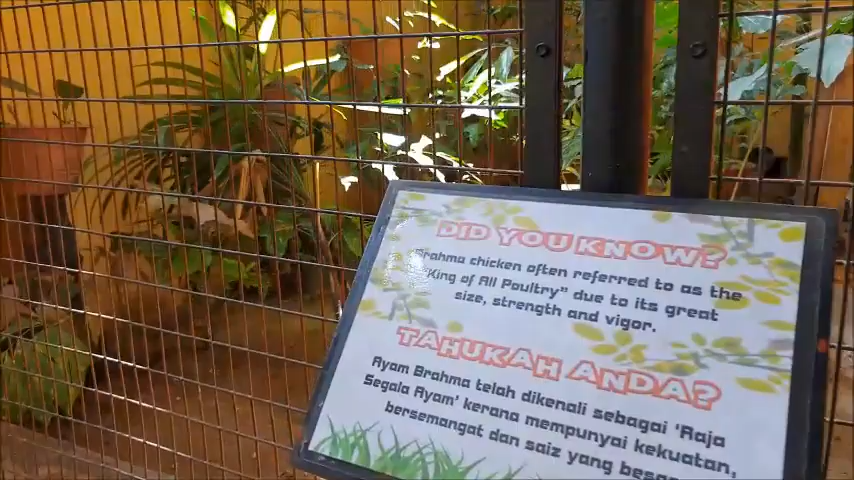 DID YOU KNOW?
Brahma chicken often referred to as The
King of All Poultry" due to its great
size, strength and vigor.
TAHUKAH ANDA?
Ayam Brahma telah dikenali Sebagai "Raja
Segala Ayam" kerana mempunyai kekuatan,
bersemangat dan saiznya yang besar